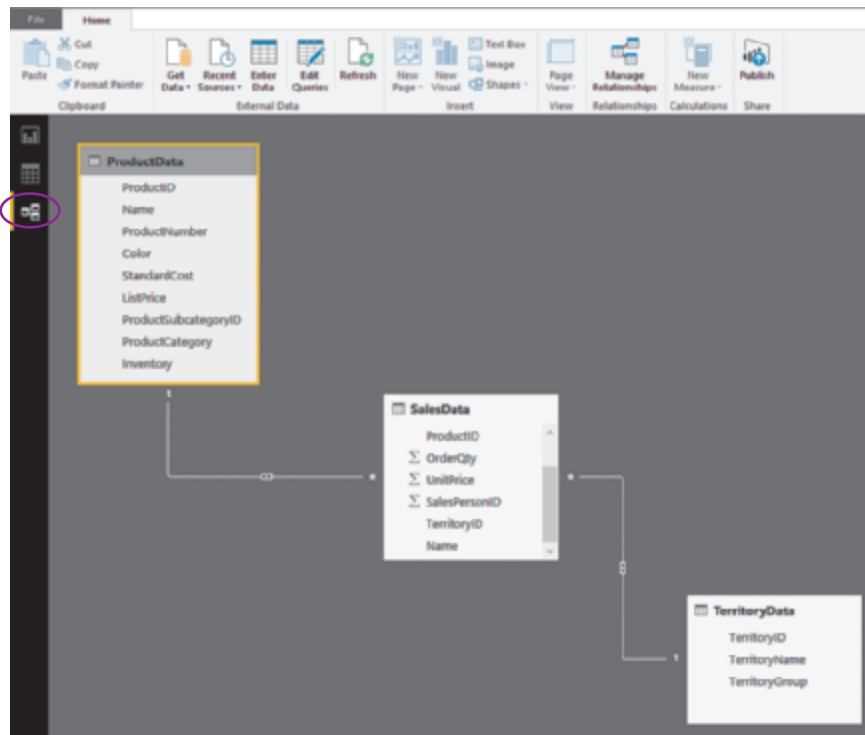 File Home
Cut
Copy
Format Painter
Paste
Clipboard
Get Data
Recent Sources
Enter Data
Edit Queries
External Data
Refresh
New Page
New Visual
Text Box
Image
Shapes
Insert
Page View
View
Manage Relationships
Relationships
New Measure
Calculations
Publish
Share
ProductData
ProductID
Name
ProductNumber
Color
StandardCost
ListPrice
ProductSubcategoryID
ProductCategory
Inventory
1
*
SalesData
ProductID
Σ OrderQty
Σ UnitPrice
Σ SalesPersonID
TerritoryID
Name
*
1
TerritoryData
TerritoryID
TerritoryName
TerritoryGroup